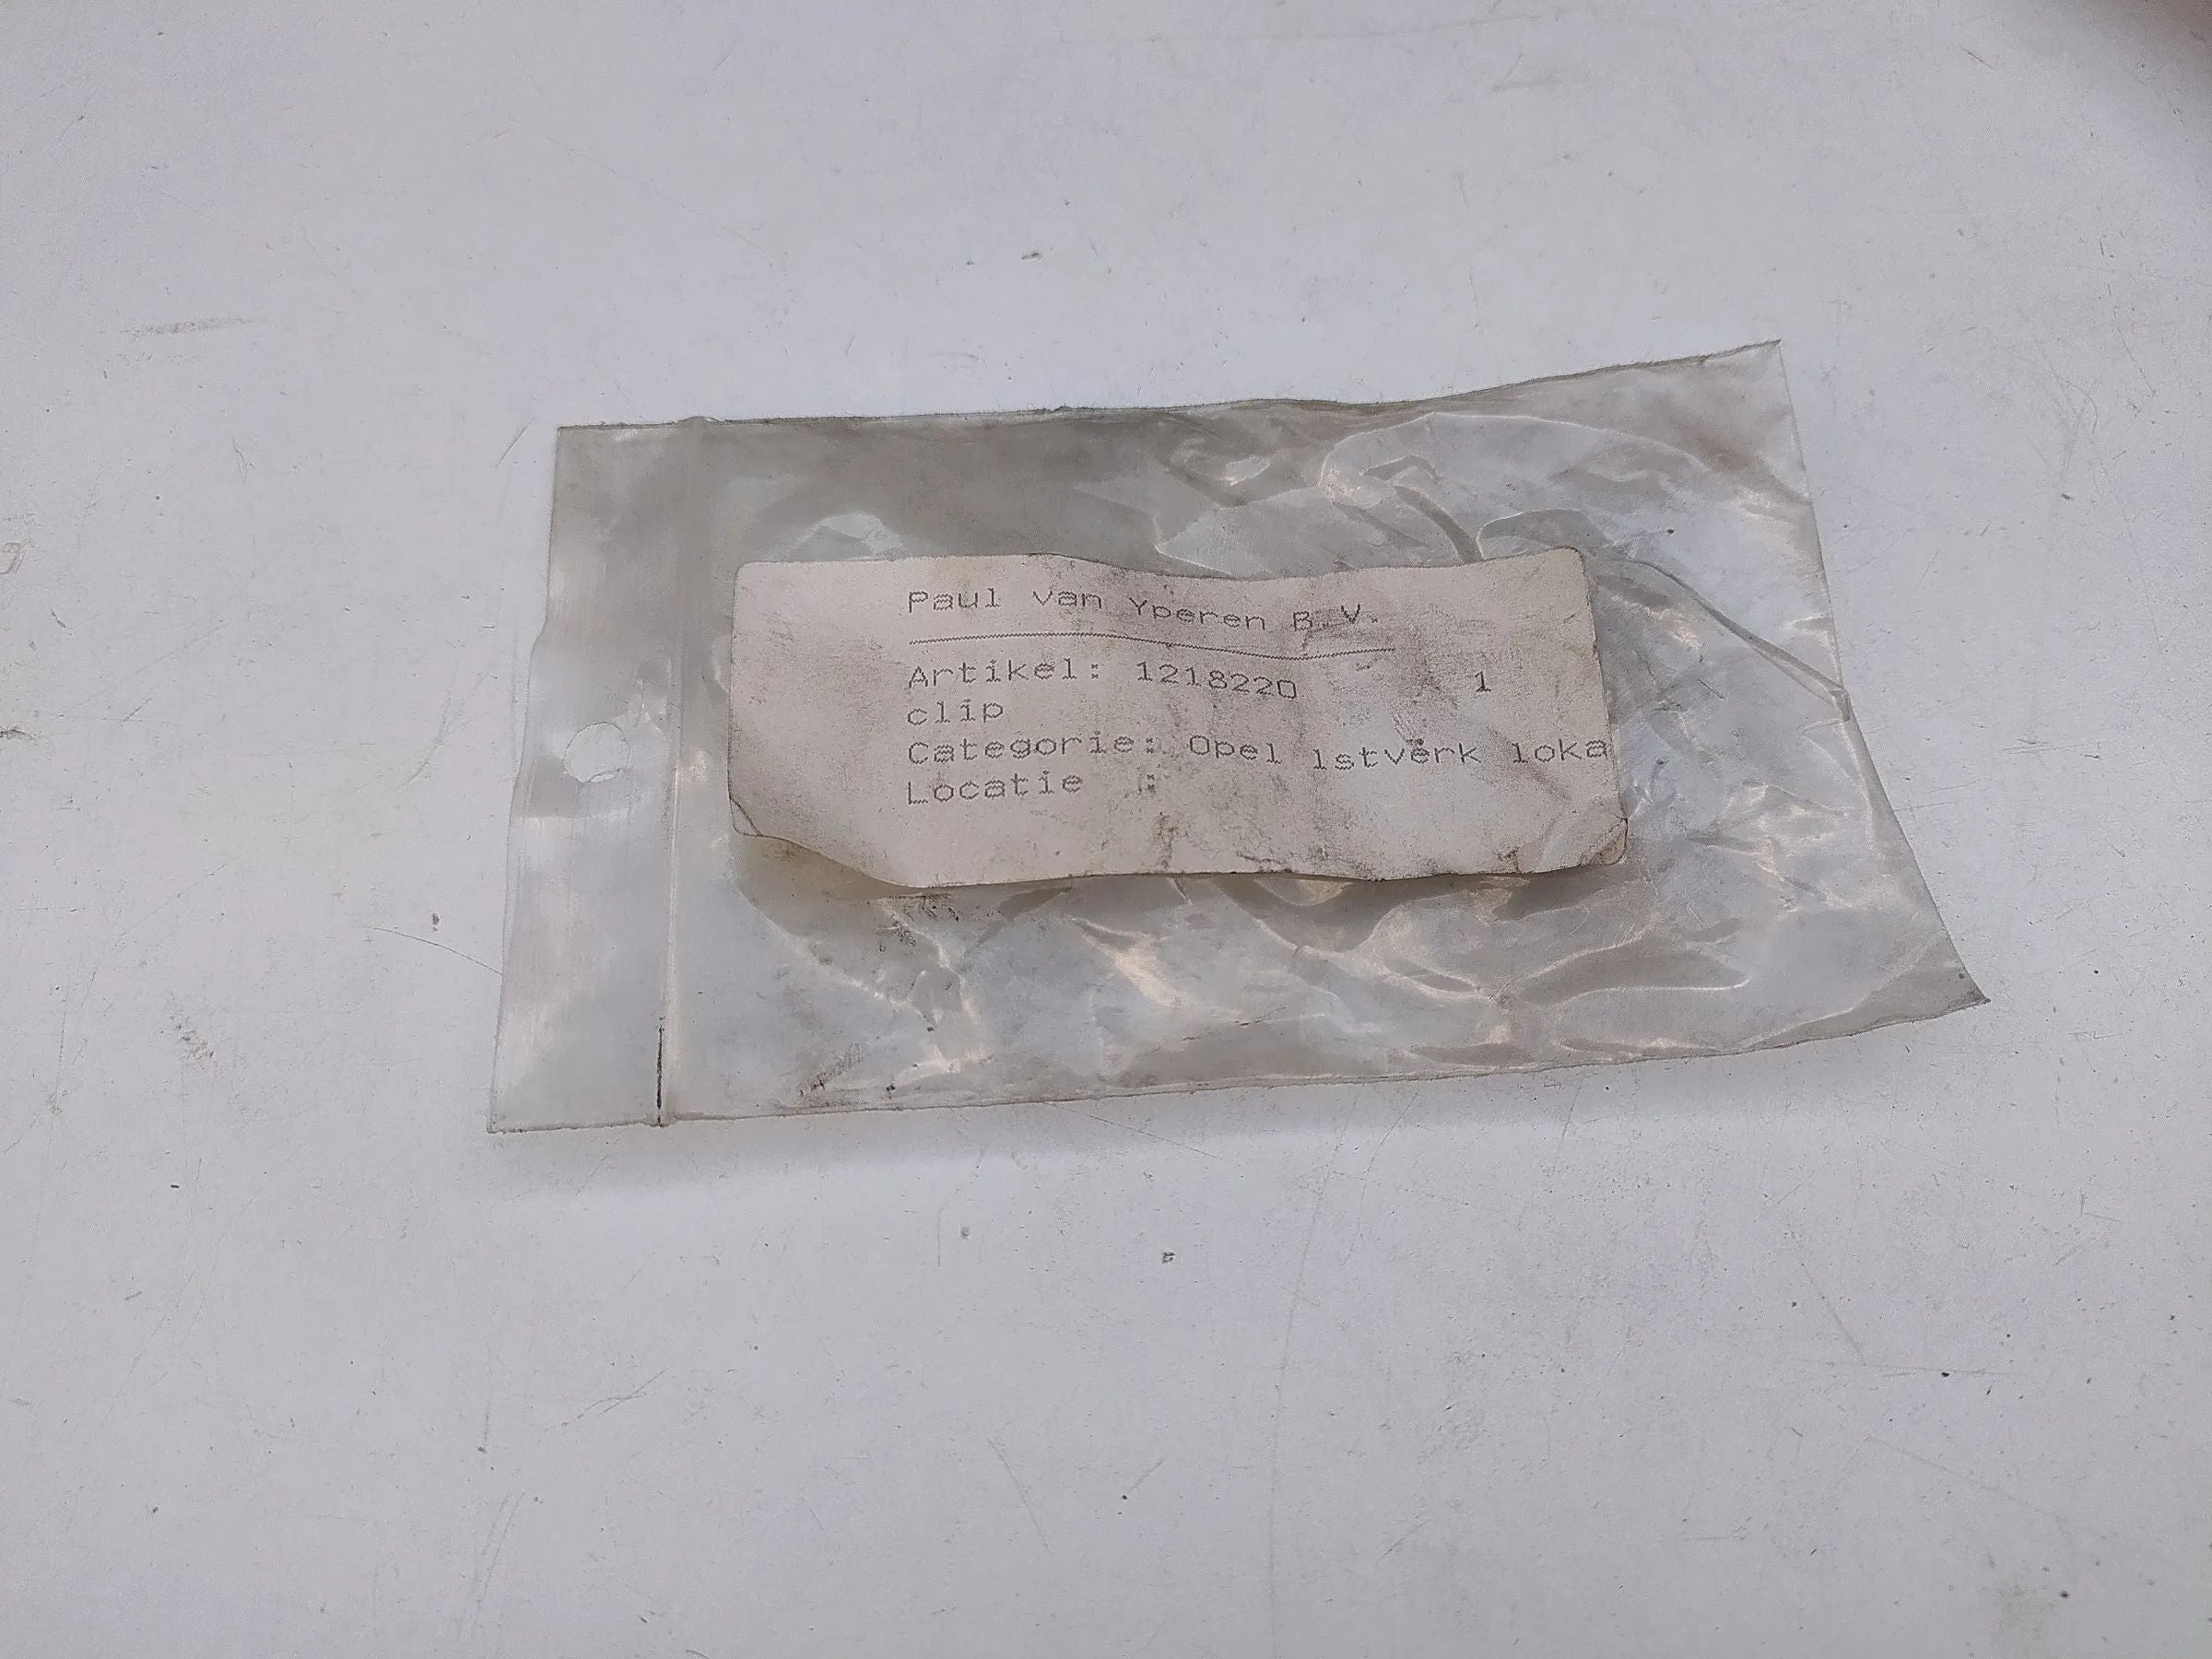 Paul van Yperen B.V.
Artikel: 1218220 1
clip
Categorie: Opel 1stverk loka
Locatie :